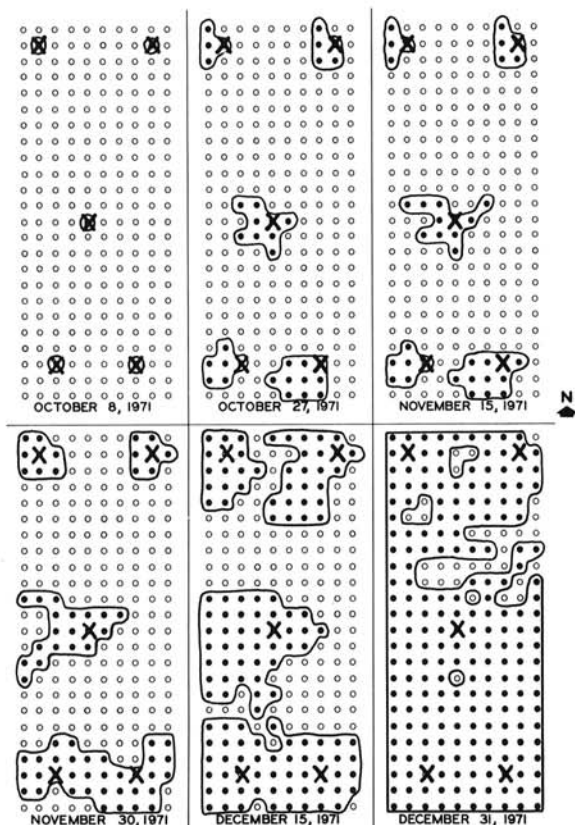 OCTOBER 8, 1971
OCTOBER 27, 1971
NOVEMBER 15, 1971
N
NOVEMBER 30, 1971
DECEMBER 15, 1971
DECEMBER 31, 1971